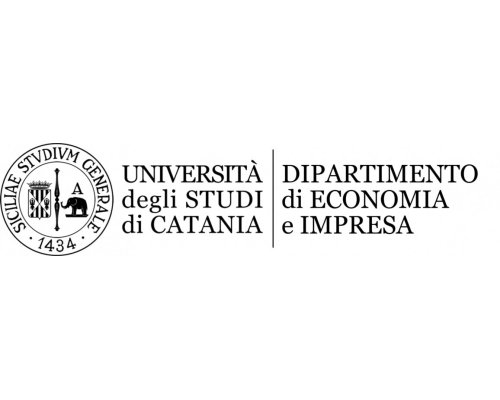 SICILIAE STVDIVM GENERALE
· 1434 ·
A
UNIVERSITÀ
degli STUDI
di CATANIA
DIPARTIMENTO
di ECONOMIA
e IMPRESA